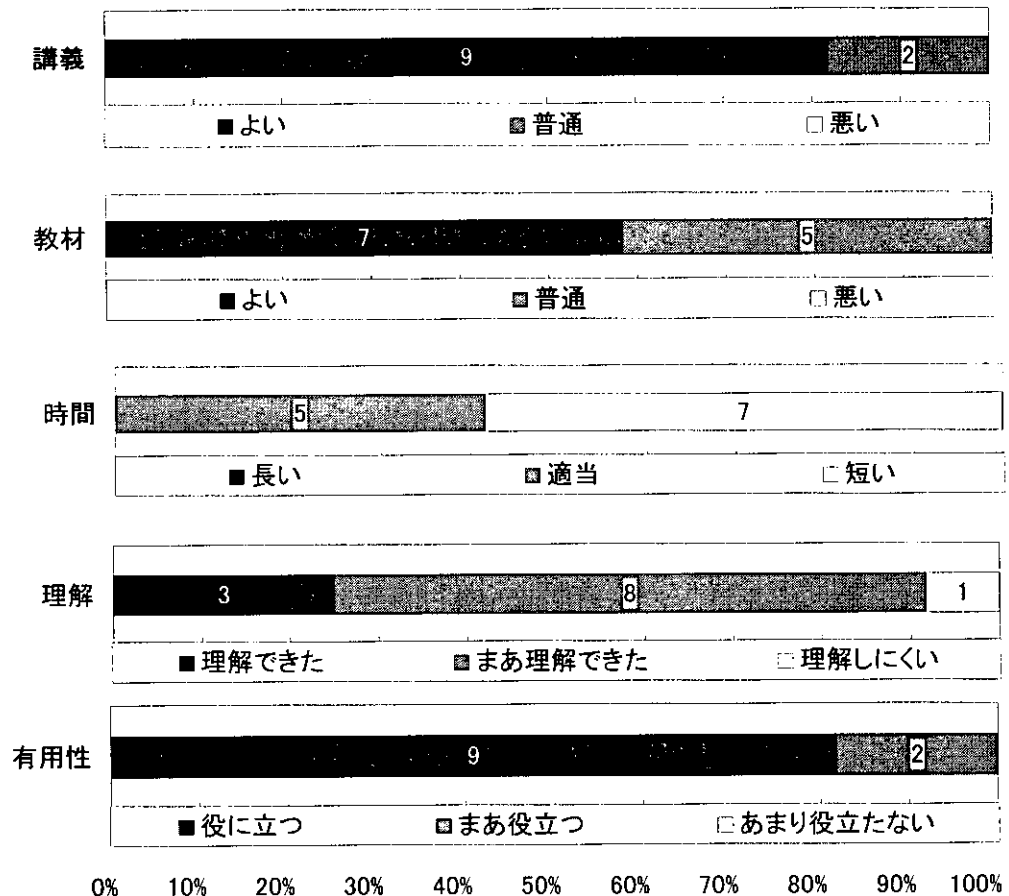 講義
9 2
■よい ■普通 □悪い
教材
7 5
■よい ■普通 □悪い
時間
5 7
■長い ■適当 □短い
理解
3 8 1
■理解できた ■まあ理解できた □理解しにくい
有用性
9 2
■役に立つ ■まあ役立つ □あまり役立たない
0% 10% 20% 30% 40% 50% 60% 70% 80% 90% 100%